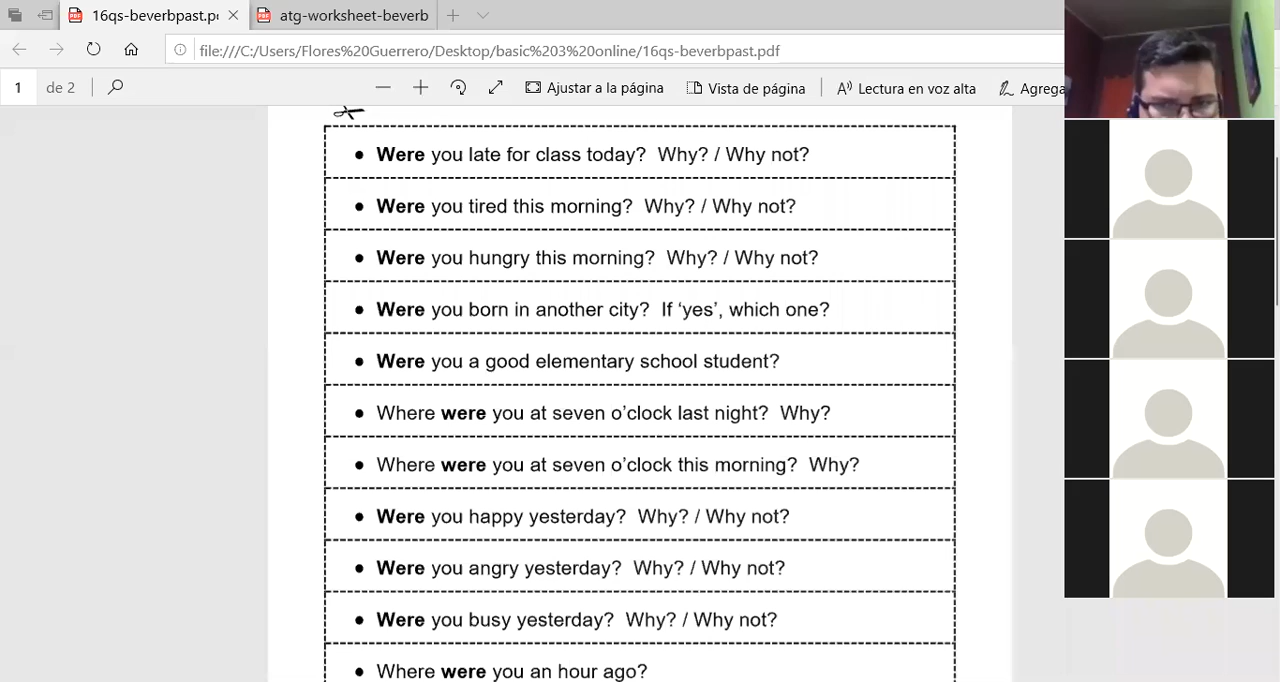 16qs-beverbpast.p
atg-worksheet-beverb
file:///C:/Users/Flores%20Guerrero/Desktop/basic%203%20online/16qs-beverbpast.pdf
1 de 2
Ajustar a la página
Vista de página
Lectura en voz alta
Agrega
• Were you late for class today? Why? / Why not?
• Were you tired this morning? Why? / Why not?
• Were you hungry this morning? Why? / Why not?
• Were you born in another city? If ‘yes’, which one?
• Were you a good elementary school student?
• Where were you at seven o’clock last night? Why?
• Where were you at seven o’clock this morning? Why?
• Were you happy yesterday? Why? / Why not?
• Were you angry yesterday? Why? / Why not?
• Were you busy yesterday? Why? / Why not?
• Where were you an hour ago?